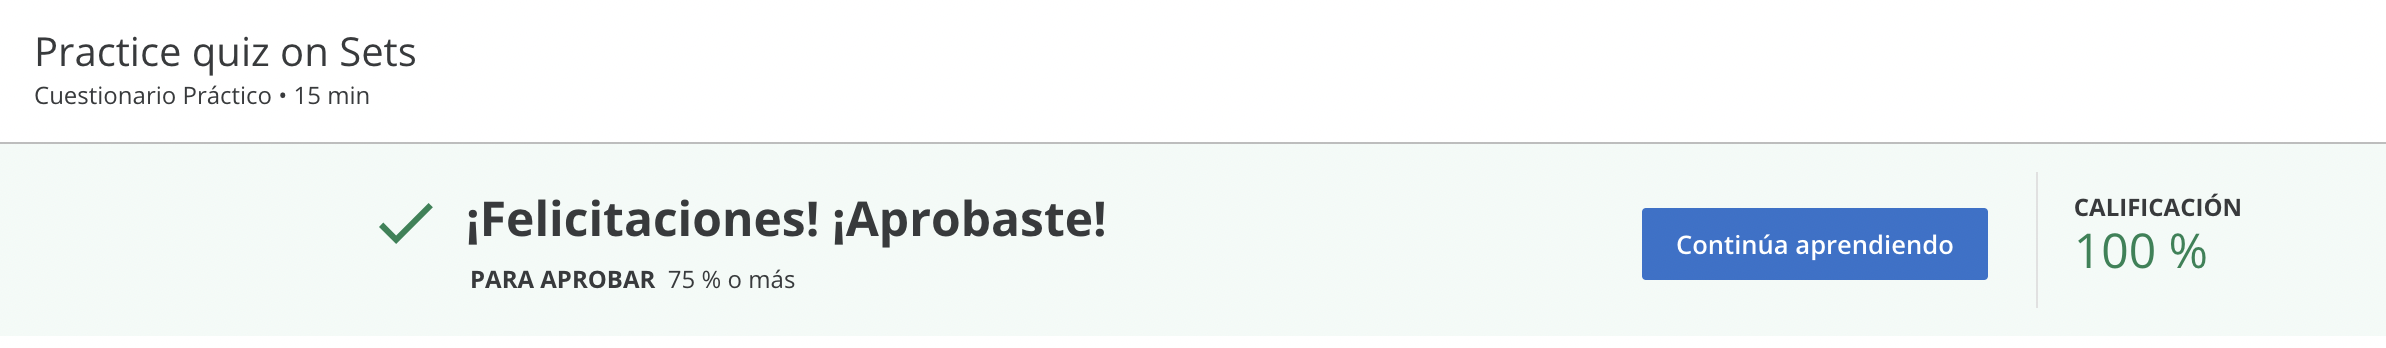 Practice quiz on Sets
Cuestionario Práctico • 15 min
¡Felicitaciones! ¡Aprobaste!
PARA APROBAR 75 % o más
Continúa aprendiendo
CALIFICACIÓN
100 %